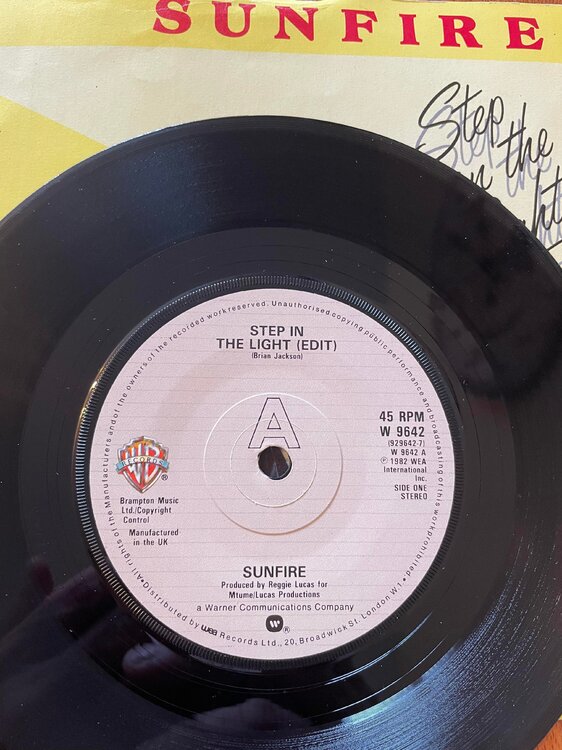 SUNFIRE
Step
the
STEP IN
THE LIGHT (EDIT)
(Brian Jackson)
A
45 RPM
W 9642
(929642-7)
W 9642 A
℗ 1982 WEA
International
Inc.
SIDE ONE
STEREO
WB
RECORDS
®
Brampton Music
Ltd./Copyright
Control
Manufactured
in the UK
SUNFIRE
Produced by Reggie Lucas for
Mtume/Lucas Productions
a Warner Communications Company
W®
•All rights of the Manufacturers and of the owners of the recorded work reserved. Unauthorised copying public performance and broadcasting of this work prohibited.
•Distributed by wea Records Ltd., 20, Broadwick St. London W.1.